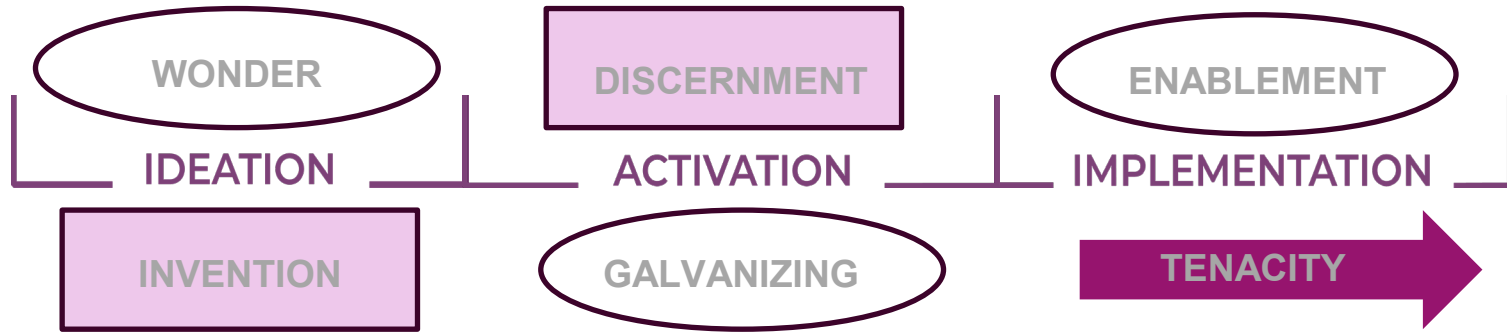 WONDER
DISCERNMENT
ENABLEMENT
IDEATION
ACTIVATION
IMPLEMENTATION
INVENTION
GALVANIZING
TENACITY